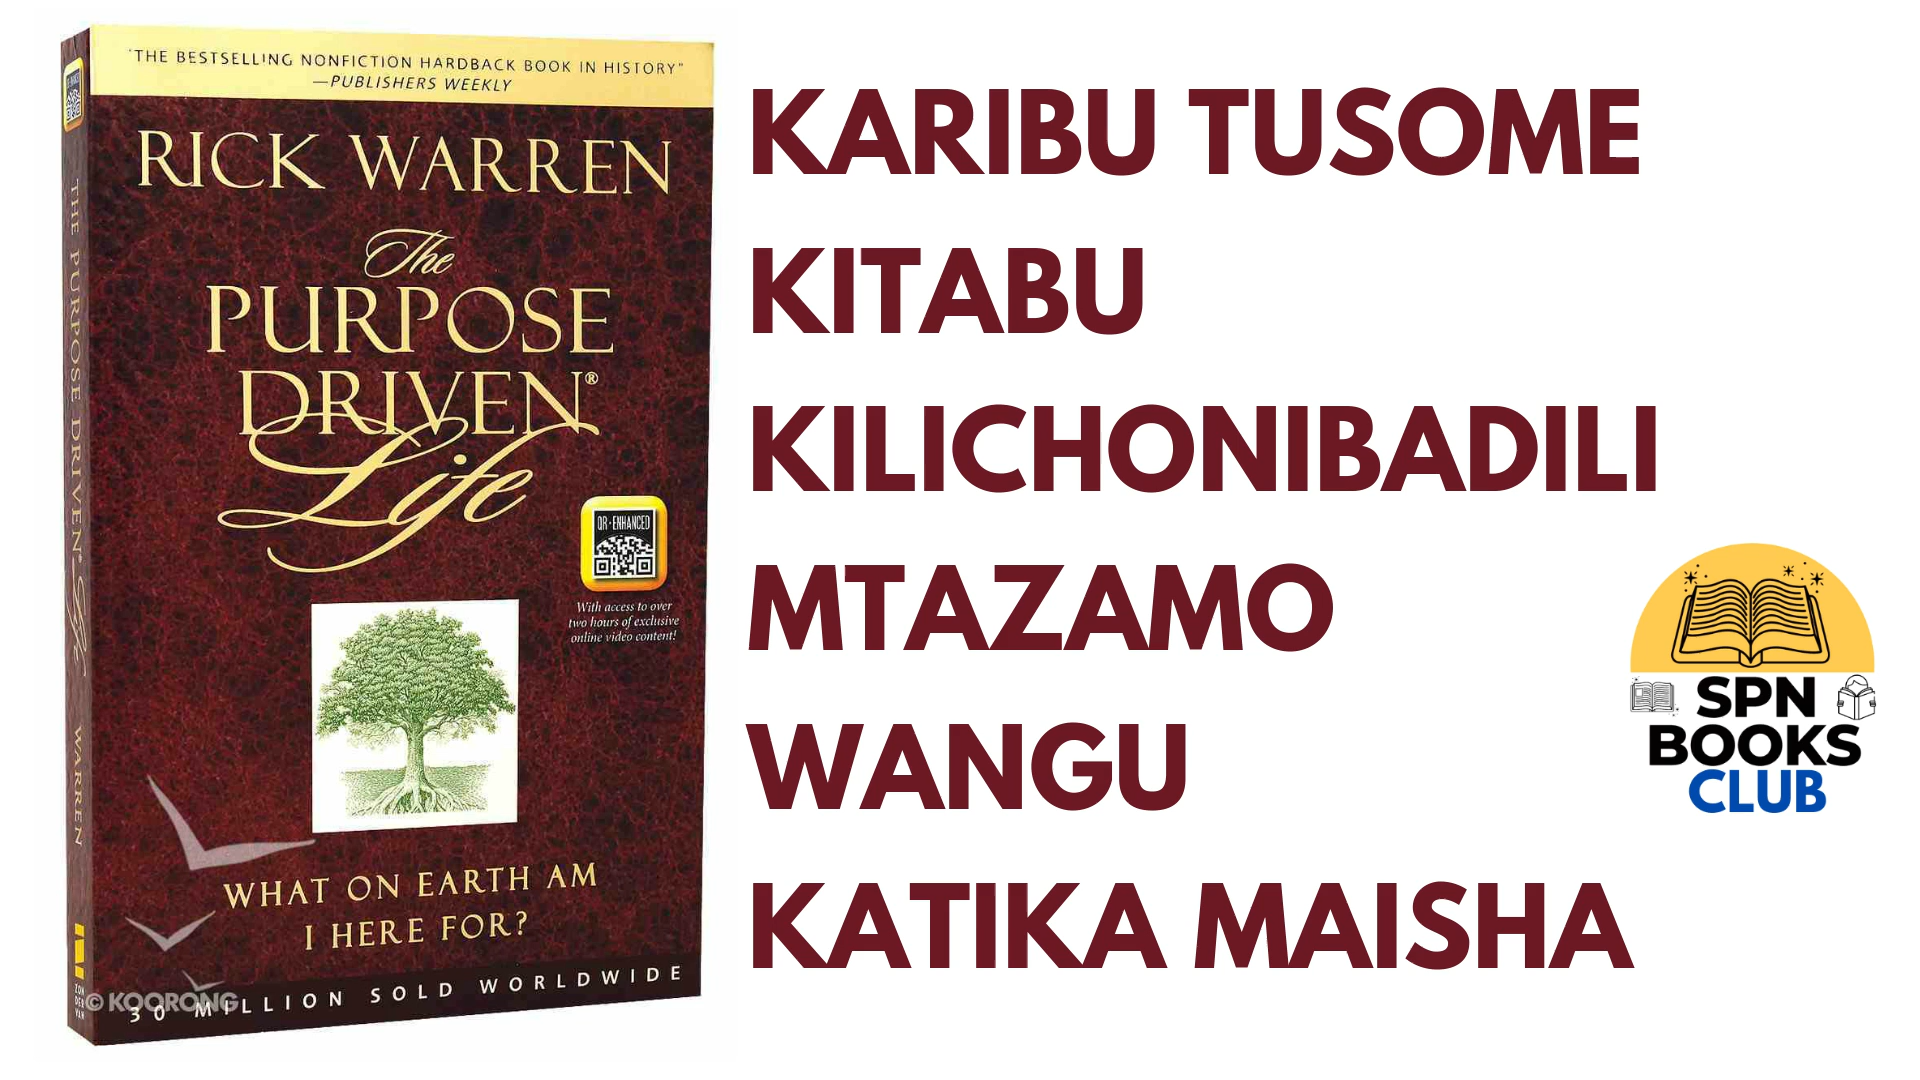 "THE BESTSELLING NONFICTION HARDBACK BOOK IN HISTORY"
—PUBLISHERS WEEKLY
RICK WARREN
The
PURPOSE
DRIVEN®
Life
QR·ENHANCED
With access to over
two hours of exclusive
online video content!
WHAT ON EARTH AM
I HERE FOR?
30 MILLION SOLD WORLDWIDE
© KOORONG
THE PURPOSE DRIVEN® Life WARREN
ZONDERVAN
KARIBU TUSOME
KITABU
KILICHONIBADILI
MTAZAMO
WANGU
KATIKA MAISHA
SPN
BOOKS
CLUB